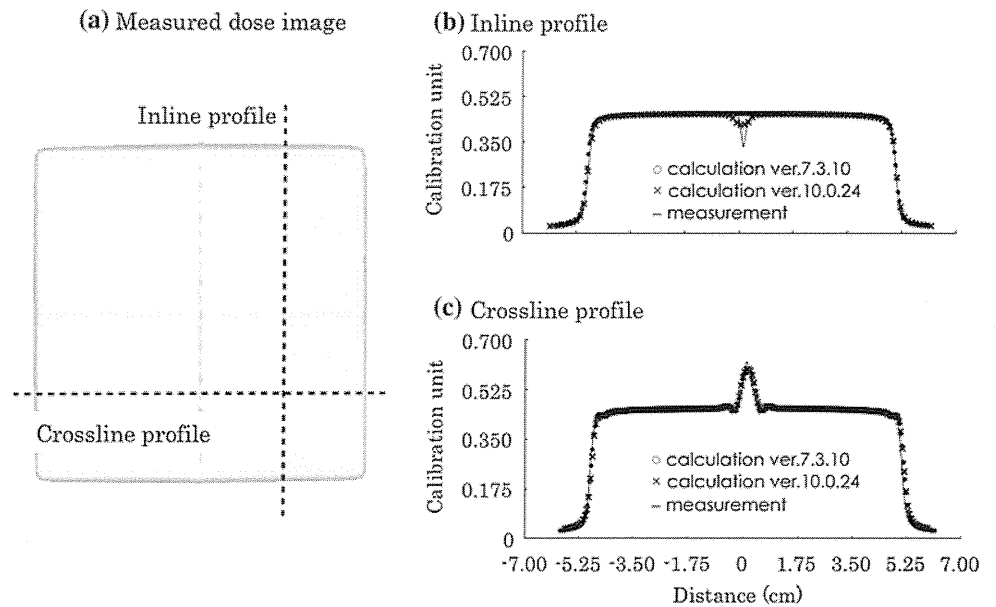 (a) Measured dose image
Inline profile
Crossline profile
(b) Inline profile
Calibration unit
0.700
0.525
0.350
0.175
0
○ calculation ver.7.3.10
× calculation ver.10.0.24
– measurement
(c) Crossline profile
Calibration unit
0.700
0.525
0.350
0.175
0
○ calculation ver.7.3.10
× calculation ver.10.0.24
– measurement
-7.00 -5.25 -3.50 -1.75 0 1.75 3.50 5.25 7.00
Distance (cm)